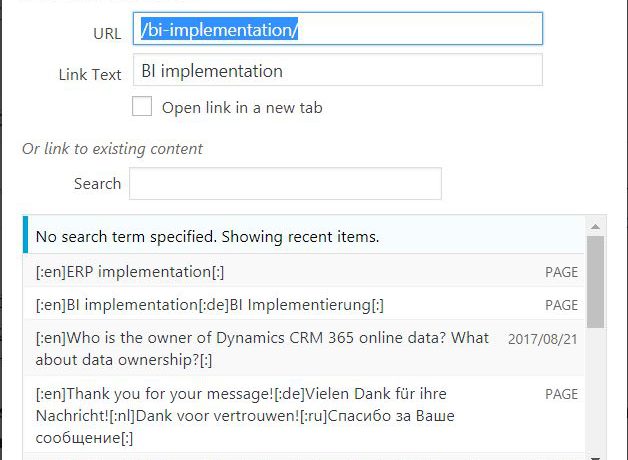 URL /bi-implementation/
Link Text BI implementation
Open link in a new tab
Or link to existing content
Search
No search term specified. Showing recent items.
[:en]ERP implementation[:] PAGE
[:en]BI implementation[:de]BI Implementierung[:] PAGE
[:en]Who is the owner of Dynamics CRM 365 online data? What 2017/08/21
about data ownership?[:]
[:en]Thank you for your message![:de]Vielen Dank für ihre PAGE
Nachricht![:nl]Dank voor vertrouwen![:ru]Спасибо за Ваше
сообщение[:]